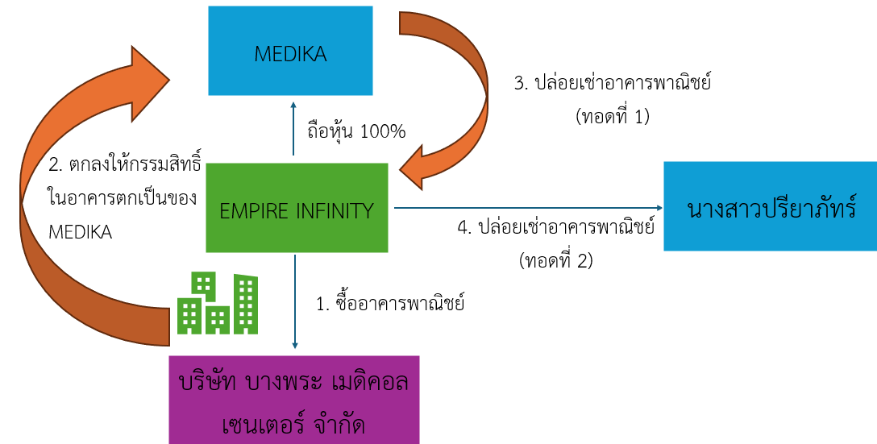 MEDIKA
3. ปล่อยเช่าอาคารพาณิชย์
(ทอดที่ 1)
ถือหุ้น 100%
2. ตกลงให้กรรมสิทธิ์
ในอาคารตกเป็นของ
MEDIKA
EMPIRE INFINITY
4. ปล่อยเช่าอาคารพาณิชย์
(ทอดที่ 2)
นางสาวปรียาภัทร์
1. ซื้ออาคารพาณิชย์
บริษัท บางพระ เมดิคอล
เซนเตอร์ จำกัด